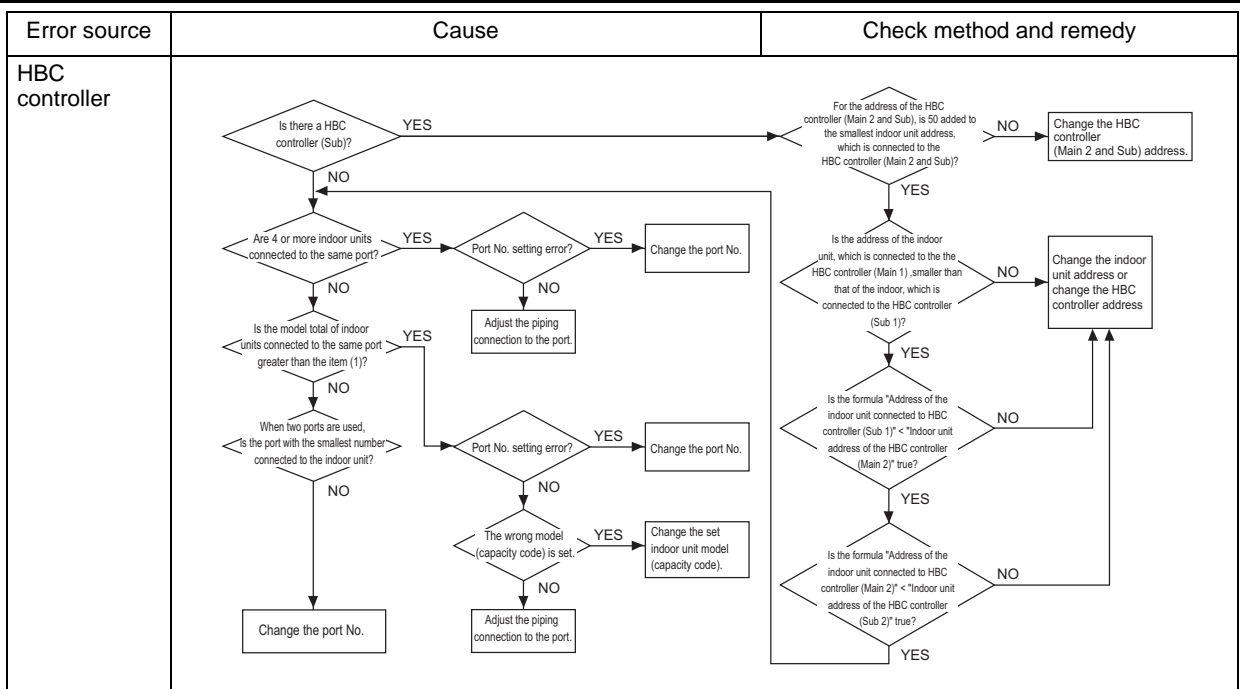 Error source
Cause
Check method and remedy
HBC
controller
Is there a HBC
controller (Sub)?
YES
NO
For the address of the HBC
controller (Main 2 and Sub), is 50 added to
the smallest indoor unit address,
which is connected to the
HBC controller (Main 2 and Sub)?
NO
Change the HBC
controller
(Main 2 and Sub) address.
YES
Are 4 or more indoor units
connected to the same port?
YES
Port No. setting error?
YES
Change the port No.
NO
NO
Adjust the piping
connection to the port.
Is the address of the indoor
unit, which is connected to the the
HBC controller (Main 1) ,smaller than
that of the indoor, which is
connected to the HBC controller
(Sub 1)?
NO
Change the indoor
unit address or
change the HBC
controller address
YES
Is the model total of indoor
units connected to the same port
greater than the item (1)?
YES
NO
When two ports are used,
Is the port with the smallest number
connected to the indoor unit?
NO
Change the port No.
Port No. setting error?
YES
Change the port No.
NO
The wrong model
(capacity code) is set.
YES
Change the set
indoor unit model
(capacity code).
NO
Adjust the piping
connection to the port.
Is the formula "Address of the
indoor unit connected to HBC
controller (Sub 1)" < "Indoor unit
address of the HBC controller
(Main 2)" true?
NO
YES
Is the formula "Address of the
indoor unit connected to HBC
controller (Main 2)" < "Indoor unit
address of the HBC controller
(Sub 2)" true?
NO
YES